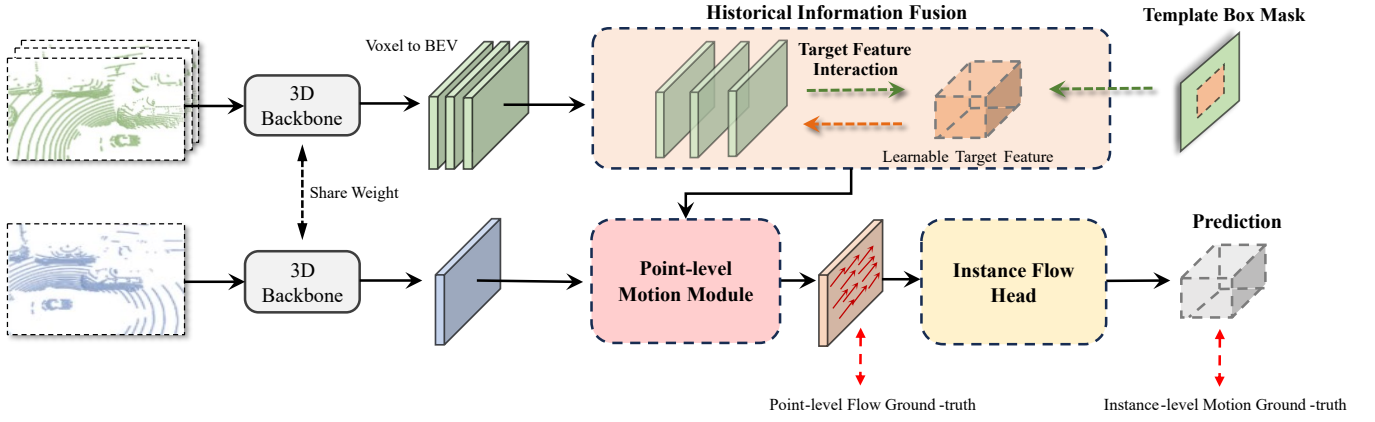 Historical Information Fusion
Template Box Mask
Voxel to BEV
Target Feature
Interaction
3D
Backbone
Learnable Target Feature
Share Weight
3D
Backbone
Point-level
Motion Module
Instance Flow
Head
Prediction
Point-level Flow Ground -truth
Instance-level Motion Ground -truth